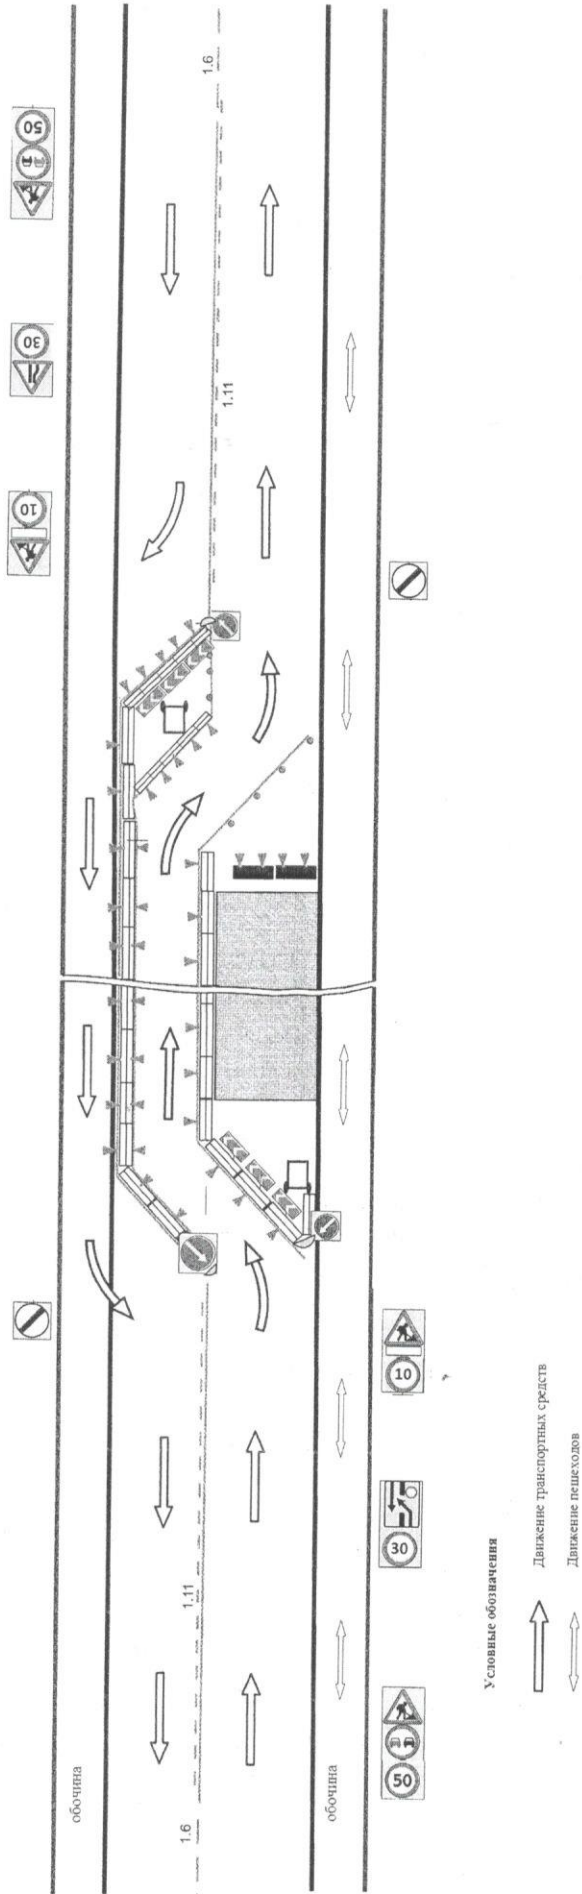 50
30
10
1.6
1.11
1.11
1.6
обочина
обочина
10
30
50
Условные обозначения
Движение транспортных средств
Движение пешеходов